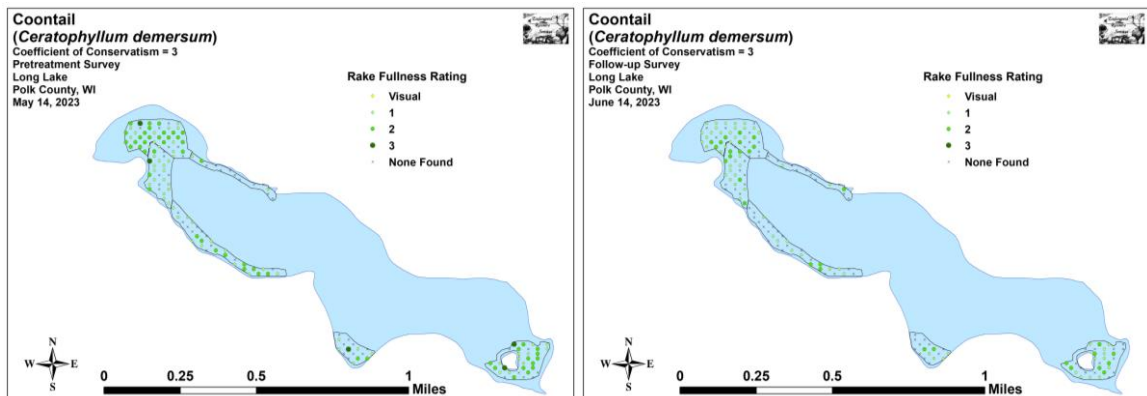 Coontail
(Ceratophyllum demersum)
Coefficient of Conservatism = 3
Pretreatment Survey
Long Lake
Polk County, WI
May 14, 2023
Rake Fullness Rating
Visual
1
2
3
None Found
N
W E
S
0 0.25 0.5 1
Miles
Coontail
(Ceratophyllum demersum)
Coefficient of Conservatism = 3
Follow-up Survey
Long Lake
Polk County, WI
June 14, 2023
Rake Fullness Rating
Visual
1
2
3
None Found
N
W E
S
0 0.25 0.5 1
Miles